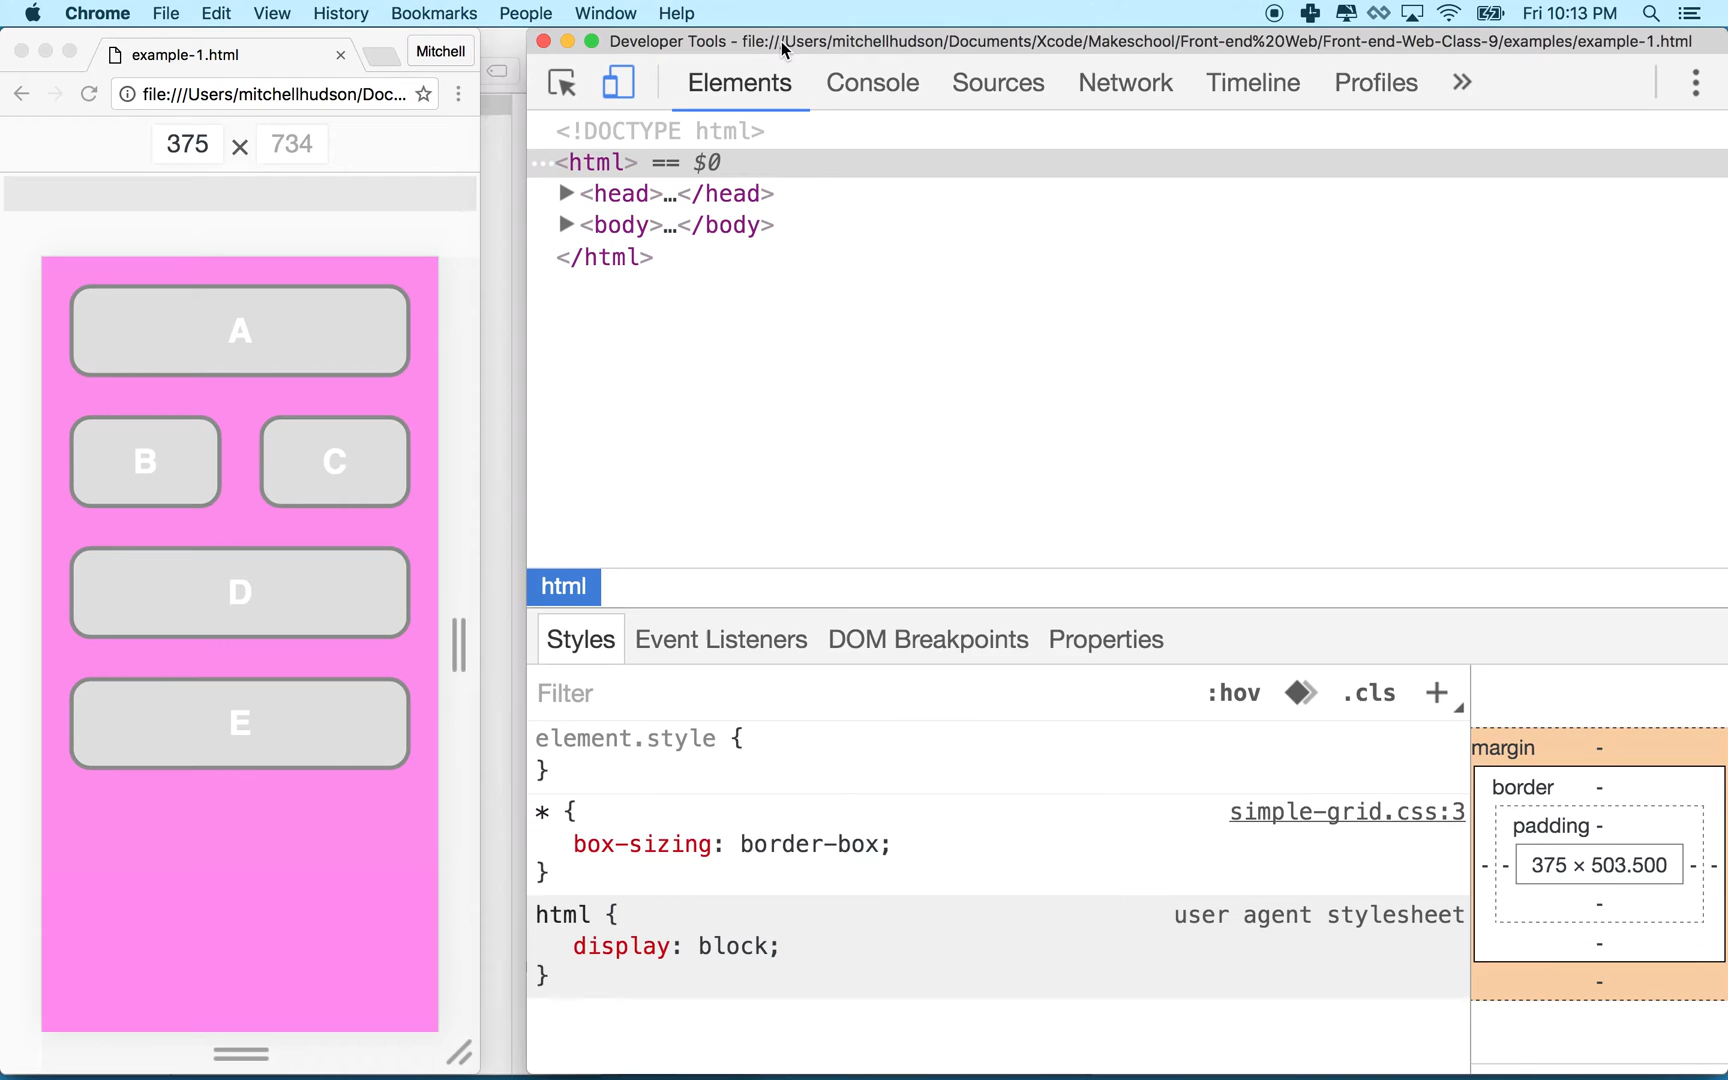 Chrome File Edit View History Bookmarks People Window Help Fri 10:13 PM
example-1.html × Mitchell
file:///Users/mitchellhudson/Doc...
375 × 734
A
B C
D
E
Developer Tools - file:///Users/mitchellhudson/Documents/Xcode/Makeschool/Front-end%20Web/Front-end-Web-Class-9/examples/example-1.html
Elements Console Sources Network Timeline Profiles »
<!DOCTYPE html>
…<html> == $0
<head>…</head>
<body>…</body>
</html>
html
Styles Event Listeners DOM Breakpoints Properties
Filter :hov .cls +
element.style {
}
* { simple-grid.css:3
box-sizing: border-box;
}
html { user agent stylesheet
display: block;
}
margin -
border -
padding -
- - 375 × 503.500 - -
-
-
-